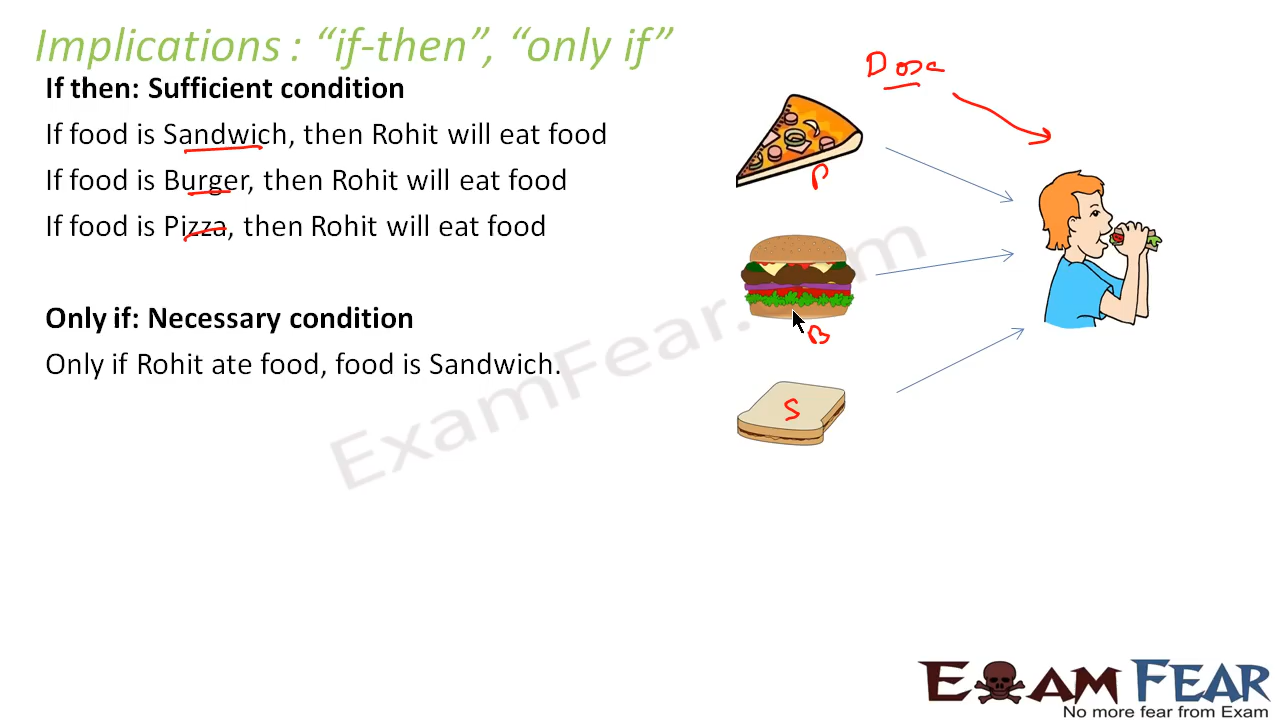 Implications : “if-then”, “only if”
If then: Sufficient condition
If food is Sandwich, then Rohit will eat food
If food is Burger, then Rohit will eat food
If food is Pizza, then Rohit will eat food
Only if: Necessary condition
Only if Rohit ate food, food is Sandwich.
Dosa
P
B
S
ExamFear.com
EXAM FEAR
No more fear from Exam